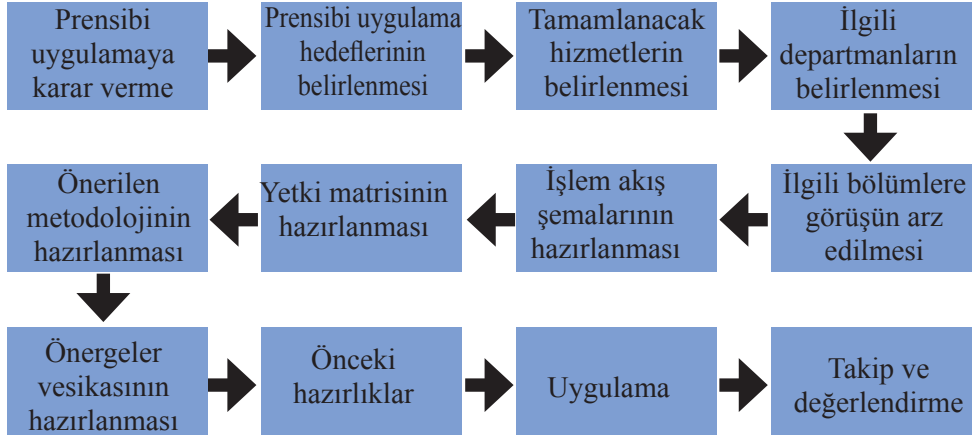 Prensibi
uygulamaya
karar verme
Prensibi uygulama
hedeflerinin
belirlenmesi
Tamamlanacak
hizmetlerin
belirlenmesi
İlgili
departmanların
belirlenmesi
İlgili bölümlere
görüşün arz
edilmesi
İşlem akış
şemalarının
hazırlanması
Yetki matrisinin
hazırlanması
Önerilen
metodolojinin
hazırlanması
Önergeler
vesikasının
hazırlanması
Önceki
hazırlıklar
Uygulama
Takip ve
değerlendirme